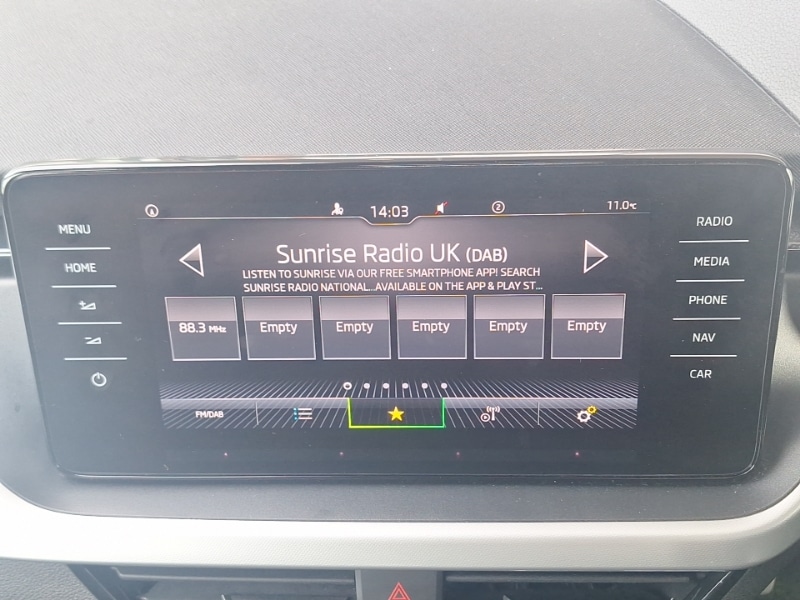 14:03
2
11.0°C
MENU
HOME
Sunrise Radio UK (DAB)
LISTEN TO SUNRISE VIA OUR FREE SMARTPHONE APP! SEARCH
SUNRISE RADIO NATIONAL...AVAILABLE ON THE APP & PLAY ST...
88.3 MHz Empty Empty Empty Empty Empty
FM/DAB
RADIO
MEDIA
PHONE
NAV
CAR